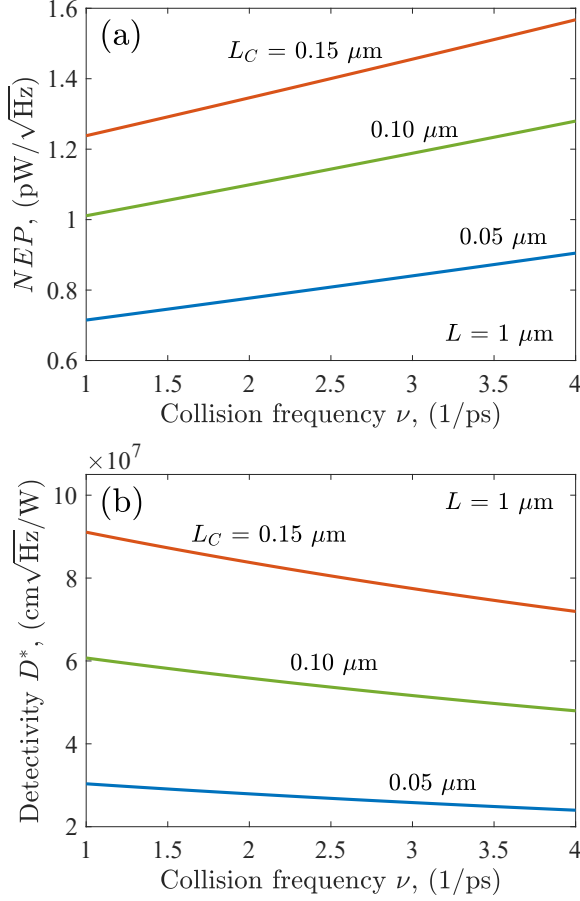 1.6
(a)
L_C = 0.15 μm
1.4
0.10 μm
1.2
1
0.05 μm
0.8
L = 1 μm
0.6
1 1.5 2 2.5 3 3.5 4
NEP, (pW/√Hz)
Collision frequency ν, (1/ps)
×10^7
10
(b)
L = 1 μm
L_C = 0.15 μm
8
0.10 μm
6
4
0.05 μm
2
1 1.5 2 2.5 3 3.5 4
Detectivity D*, (cm√Hz/W)
Collision frequency ν, (1/ps)